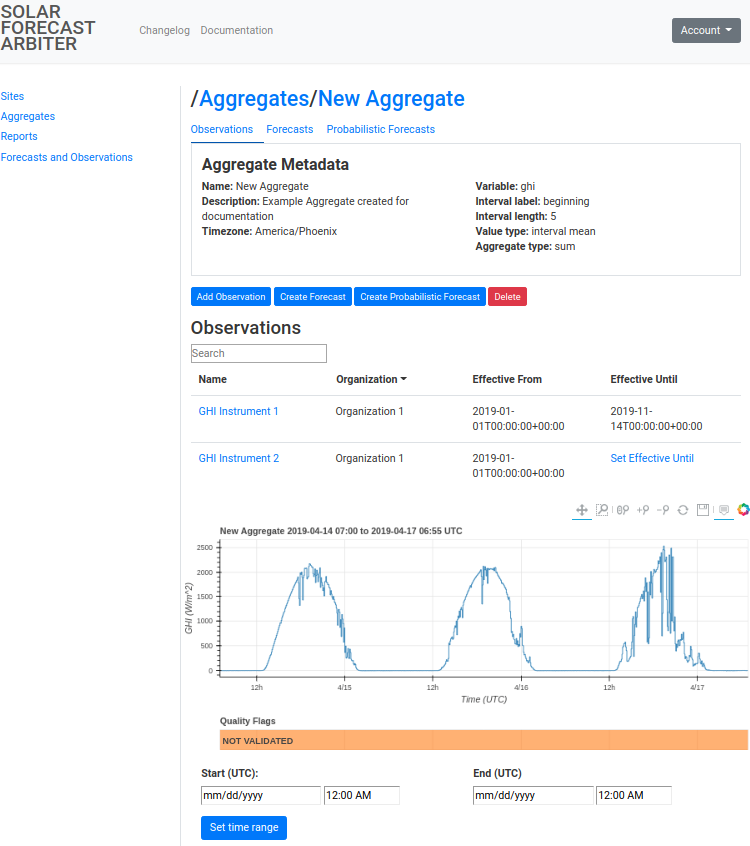 SOLAR
FORECAST
ARBITER
Changelog Documentation
Account
Sites
Aggregates
Reports
Forecasts and Observations
/Aggregates/New Aggregate
Observations Forecasts Probabilistic Forecasts
Aggregate Metadata
Name: New Aggregate
Description: Example Aggregate created for
documentation
Timezone: America/Phoenix
Variable: ghi
Interval label: beginning
Interval length: 5
Value type: interval mean
Aggregate type: sum
Add Observation Create Forecast Create Probabilistic Forecast Delete
Observations
Search
Name Organization Effective From Effective Until
GHI Instrument 1 Organization 1 2019-01-
01T00:00:00+00:00 2019-11-
14T00:00:00+00:00
GHI Instrument 2 Organization 1 2019-01-
01T00:00:00+00:00 Set Effective Until
New Aggregate 2019-04-14 07:00 to 2019-04-17 06:55 UTC
GHI (W/m^2)
2500
2000
1500
1000
500
0
12h 4/15 12h 4/16 12h 4/17
Time (UTC)
Quality Flags
NOT VALIDATED
Start (UTC): End (UTC)
mm/dd/yyyy 12:00 AM mm/dd/yyyy 12:00 AM
Set time range